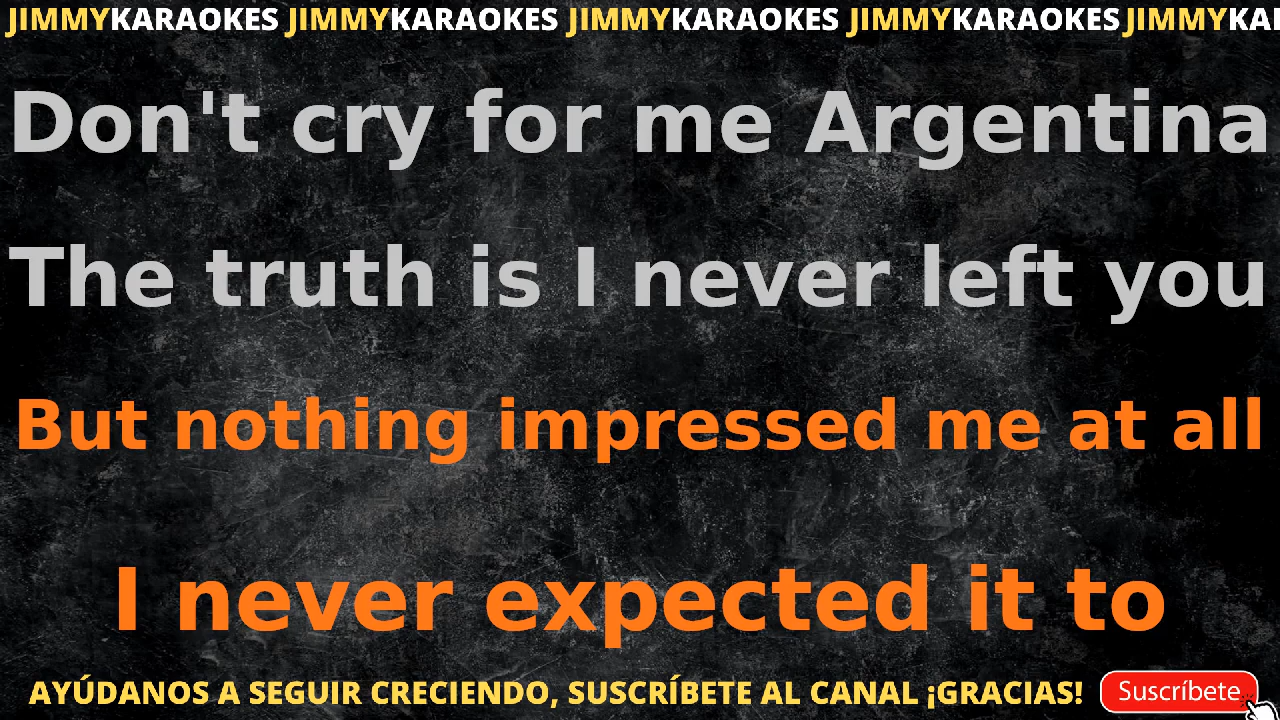 JIMMYKARAOKES JIMMYKARAOKES JIMMYKARAOKES JIMMYKARAOKES JIMMYKAI
Don't cry for me Argentina
The truth is I never left you
But nothing impressed me at all
I never expected it to
AYÚDANOS A SEGUIR CRECIENDO, SUSCRÍBETE AL CANAL ¡GRACIAS! Suscríbete